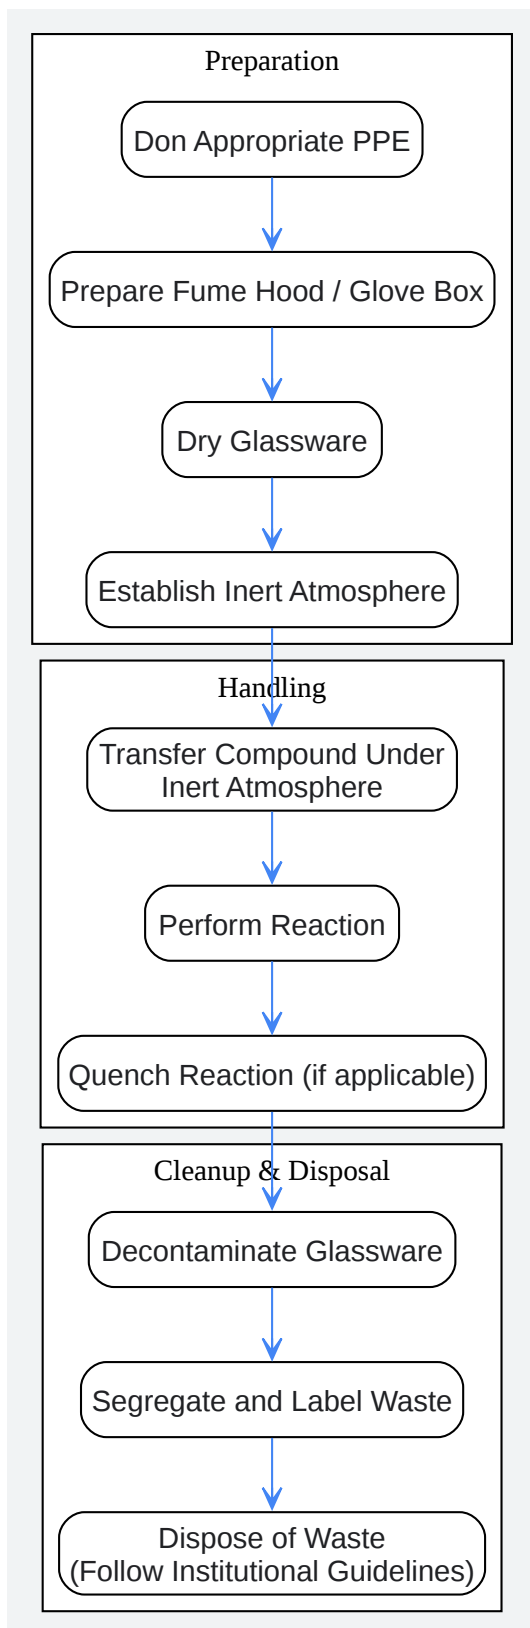 Preparation
Don Appropriate PPE
Prepare Fume Hood / Glove Box
Dry Glassware
Establish Inert Atmosphere
Handling
Transfer Compound Under
Inert Atmosphere
Perform Reaction
Quench Reaction (if applicable)
Cleanup & Disposal
Decontaminate Glassware
Segregate and Label Waste
Dispose of Waste
(Follow Institutional Guidelines)